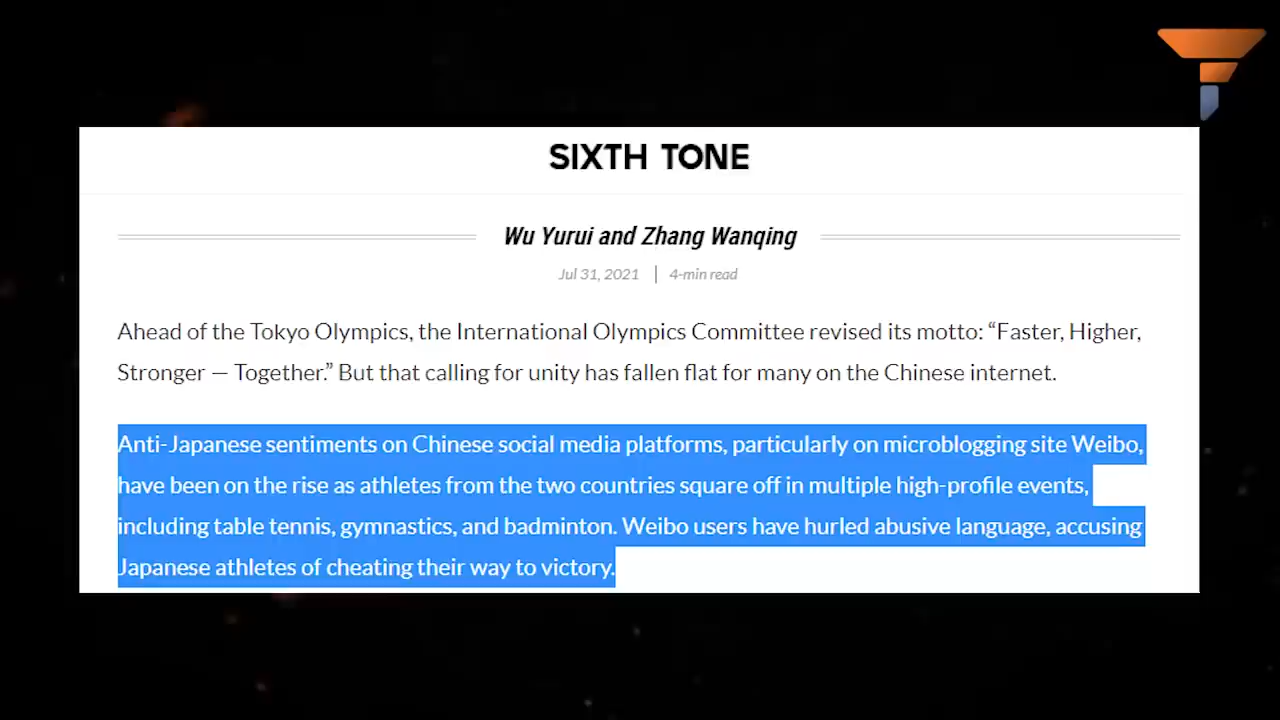 SIXTH TONE
Wu Yurui and Zhang Wanqing
Jul 31, 2021 | 4-min read
Ahead of the Tokyo Olympics, the International Olympics Committee revised its motto: “Faster, Higher,
Stronger — Together.” But that calling for unity has fallen flat for many on the Chinese internet.
Anti-Japanese sentiments on Chinese social media platforms, particularly on microblogging site Weibo,
have been on the rise as athletes from the two countries square off in multiple high-profile events,
including table tennis, gymnastics, and badminton. Weibo users have hurled abusive language, accusing
Japanese athletes of cheating their way to victory.